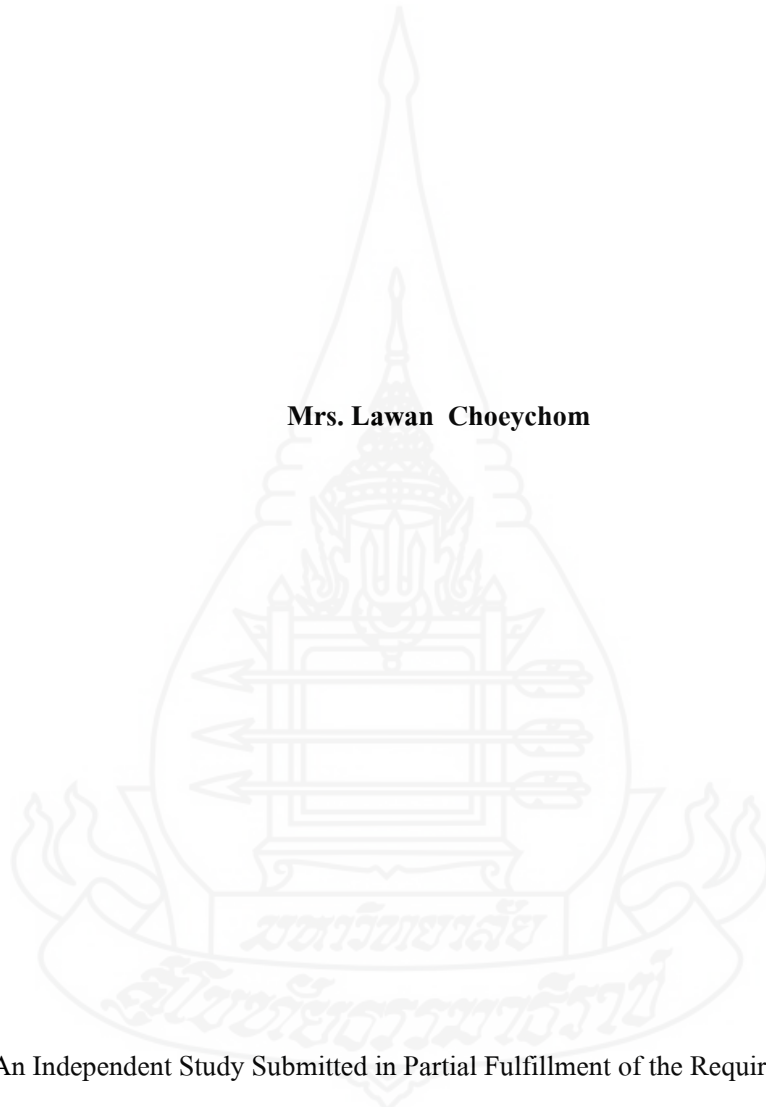 Mrs. Lawan Choeychom
มหาวิทยาลัย
สุโขทัยธรรมาธิราช
An Independent Study Submitted in Partial Fulfillment of the Requir